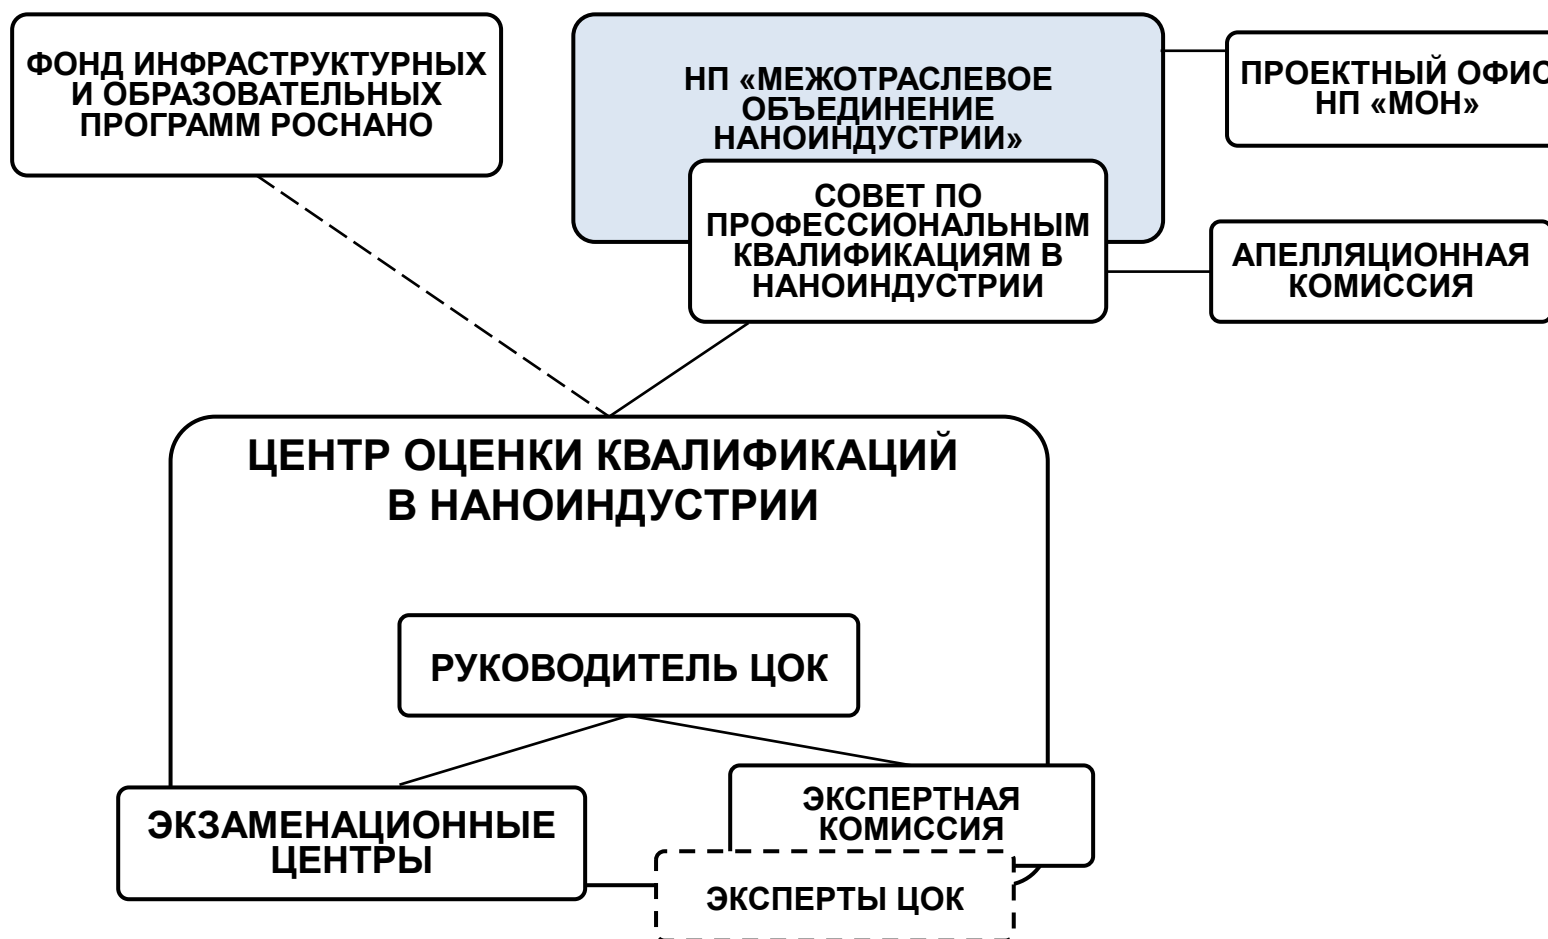 ФОНД ИНФРАСТРУКТУРНЫХ
И ОБРАЗОВАТЕЛЬНЫХ
ПРОГРАММ РОСНАНО
НП «МЕЖОТРАСЛЕВОЕ
ОБЪЕДИНЕНИЕ
НАНОИНДУСТРИИ»
ПРОЕКТНЫЙ ОФИС
НП «МОН»
СОВЕТ ПО
ПРОФЕССИОНАЛЬНЫМ
КВАЛИФИКАЦИЯМ В
НАНОИНДУСТРИИ
АПЕЛЛЯЦИОННАЯ
КОМИССИЯ
ЦЕНТР ОЦЕНКИ КВАЛИФИКАЦИЙ
В НАНОИНДУСТРИИ
РУКОВОДИТЕЛЬ ЦОК
ЭКЗАМЕНАЦИОННЫЕ
ЦЕНТРЫ
ЭКСПЕРТНАЯ
КОМИССИЯ
ЭКСПЕРТЫ ЦОК